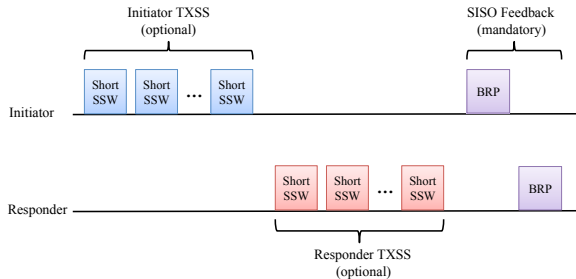 Initiator TXSS
(optional)
SISO Feedback
(mandatory)
Short
SSW
Short
SSW
...
Short
SSW
BRP
Initiator
Short
SSW
Short
SSW
...
Short
SSW
BRP
Responder
Responder TXSS
(optional)